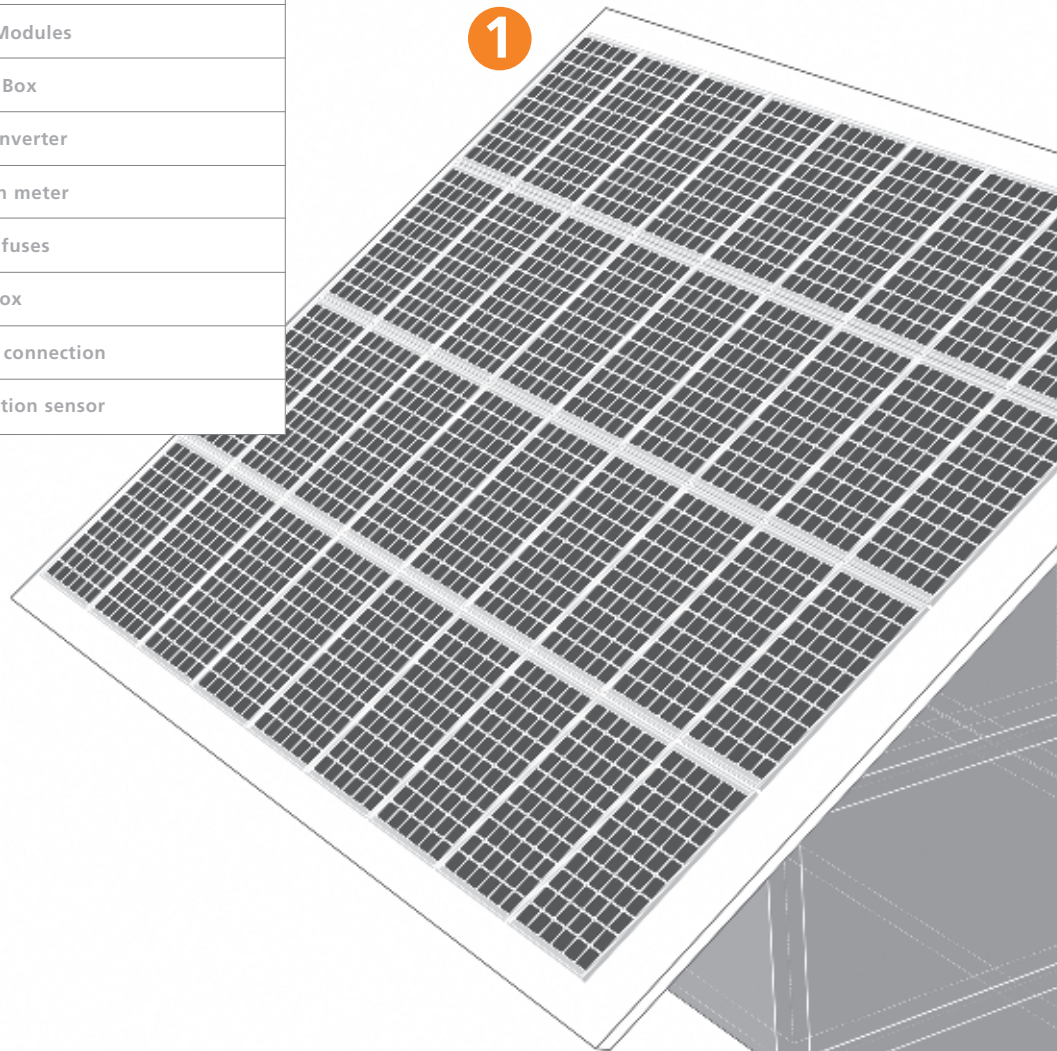 Modules
Box
nverter
n meter
fuses
ox
connection
tion sensor
1